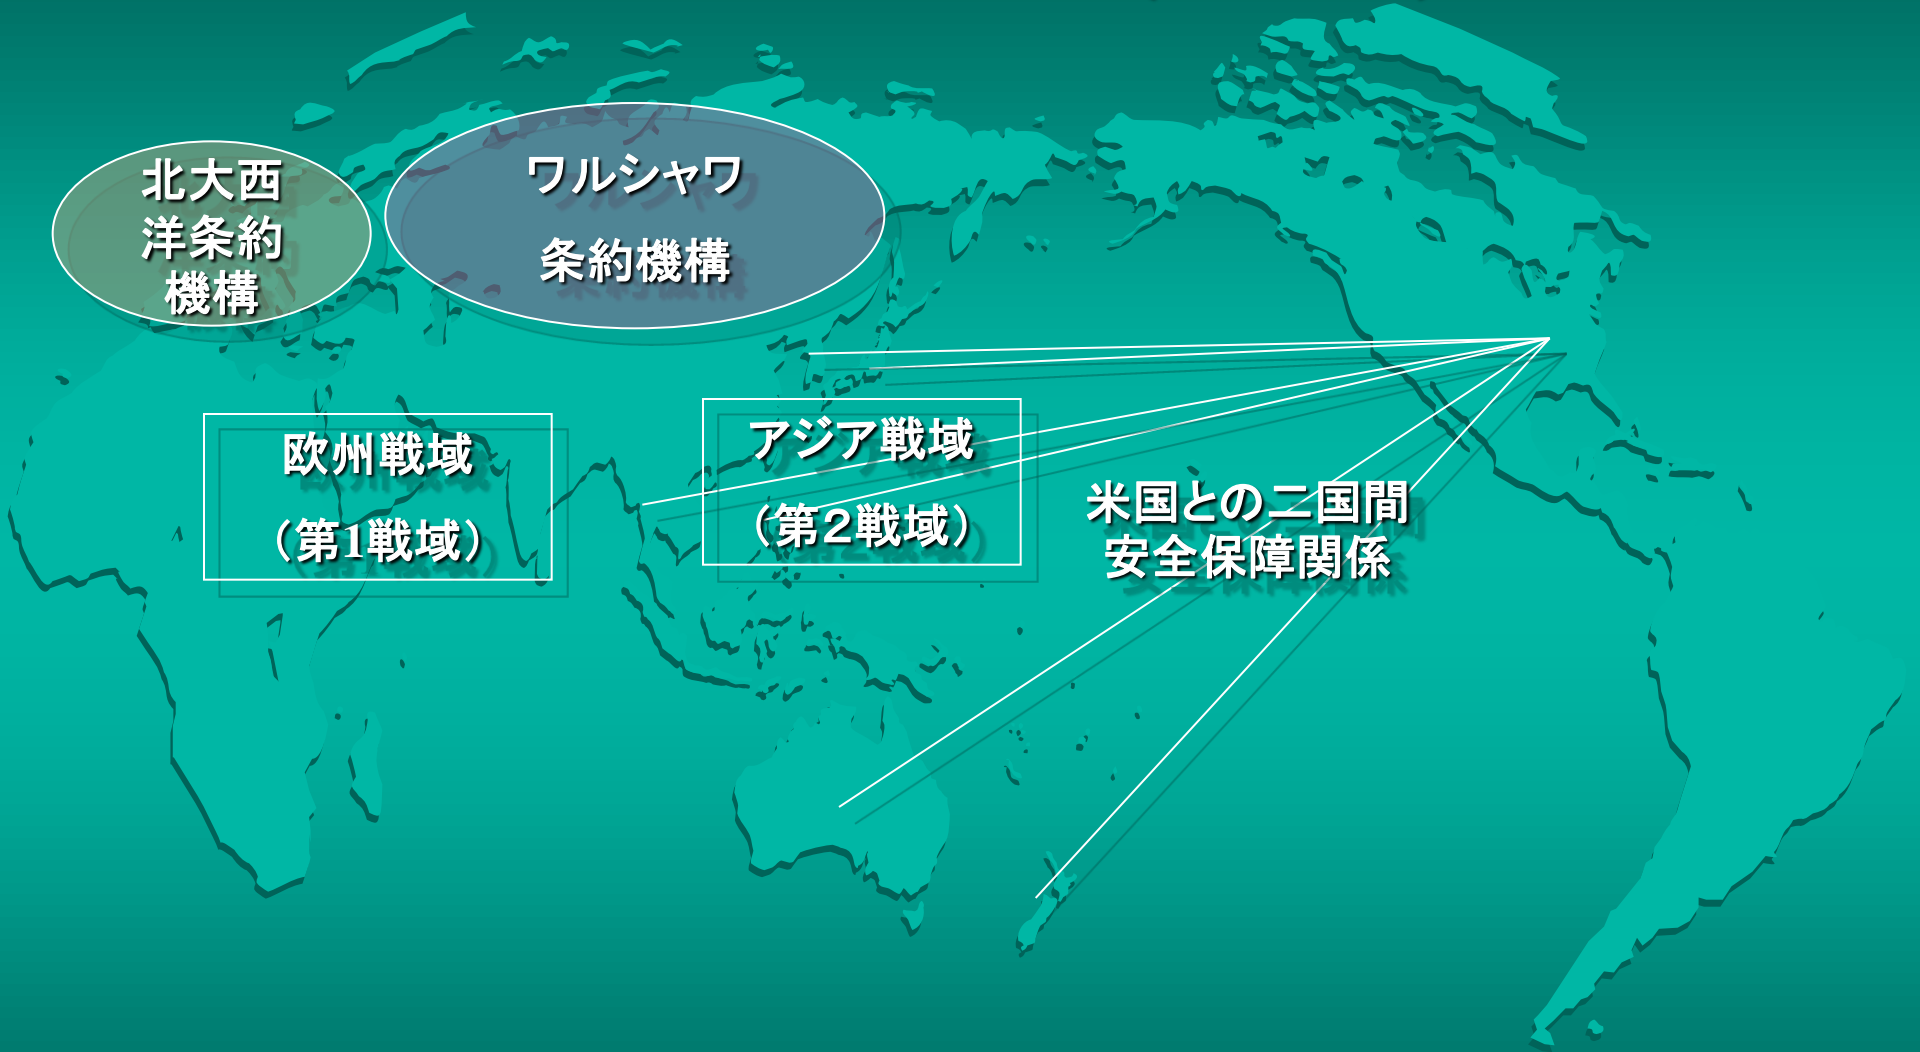 北大西
洋条約
機構
ワルシャワ
条約機構
欧州戦域
（第1戦域）
アジア戦域
（第２戦域）
米国との二国間
安全保障関係